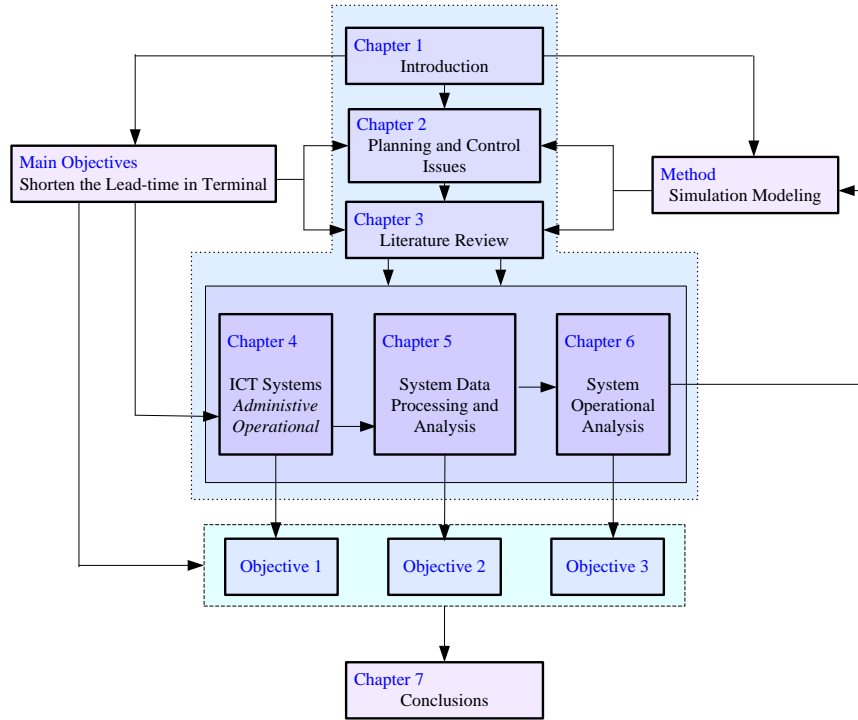 Chapter 1
Introduction
Chapter 2
Planning and Control
Issues
Main Objectives
Shorten the Lead-time in Terminal
Method
Simulation Modeling
Chapter 3
Literature Review
Chapter 4
ICT Systems
Administive
Operational
Chapter 5
System Data
Processing and
Analysis
Chapter 6
System
Operational
Analysis
Objective 1
Objective 2
Objective 3
Chapter 7
Conclusions